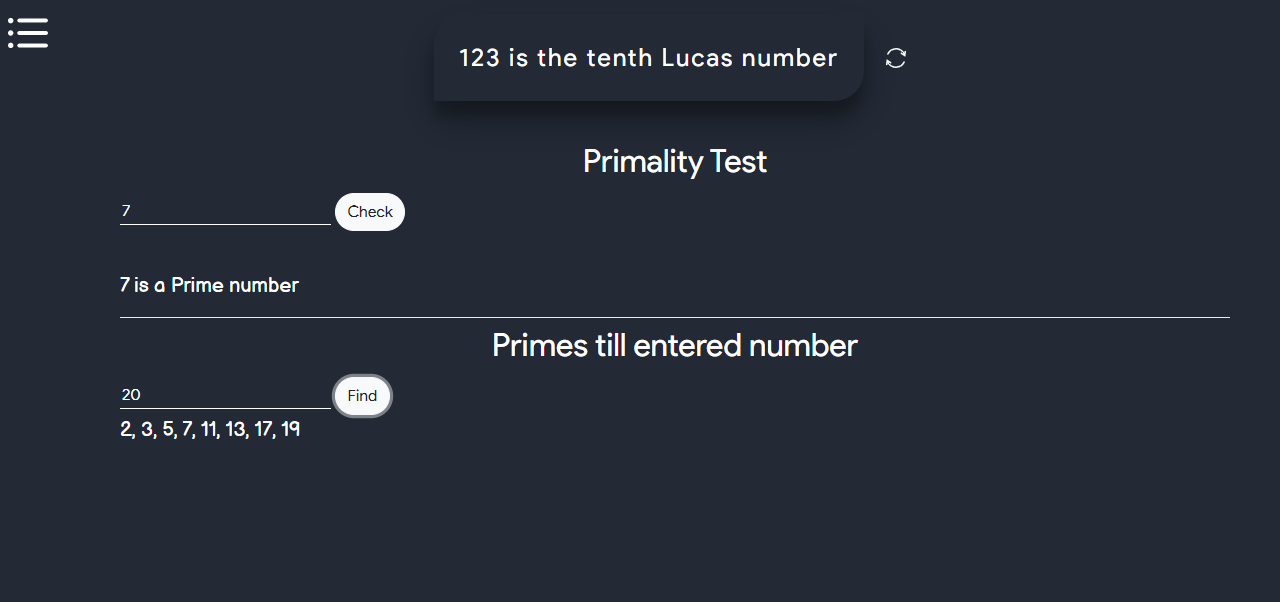 123 is the tenth Lucas number
Primality Test
7
Check
7 is a Prime number
Primes till entered number
20
Find
2, 3, 5, 7, 11, 13, 17, 19